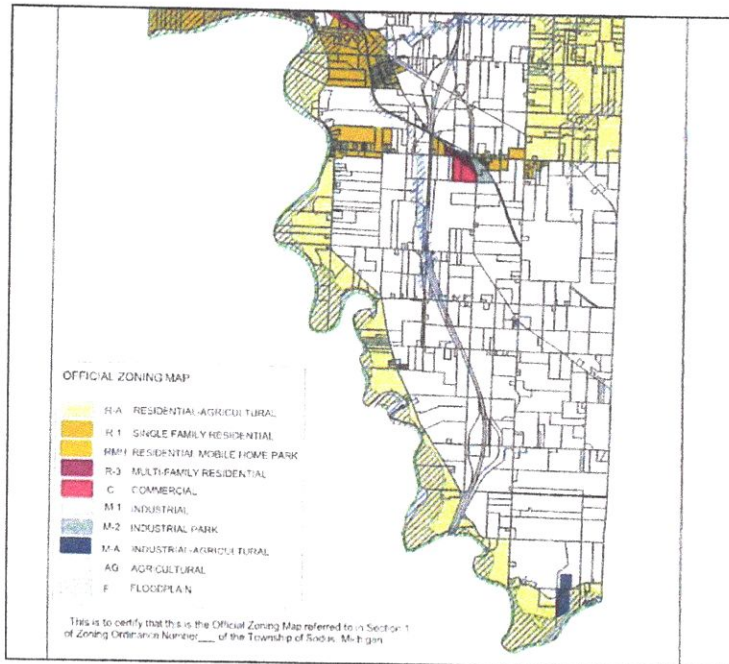 OFFICIAL ZONING MAP
R-A RESIDENTIAL-AGRICULTURAL
R-1 SINGLE FAMILY RESIDENTIAL
RMH RESIDENTIAL MOBILE HOME PARK
R-3 MULTI-FAMILY RESIDENTIAL
C COMMERCIAL
M-1 INDUSTRIAL
M-2 INDUSTRIAL PARK
M-A INDUSTRIAL-AGRICULTURAL
AG AGRICULTURAL
F FLOODPLAIN
This is to certify that this is the Official Zoning Map referred to in Section 1
of Zoning Ordinance Number___ of the Township of Sodus, Michigan